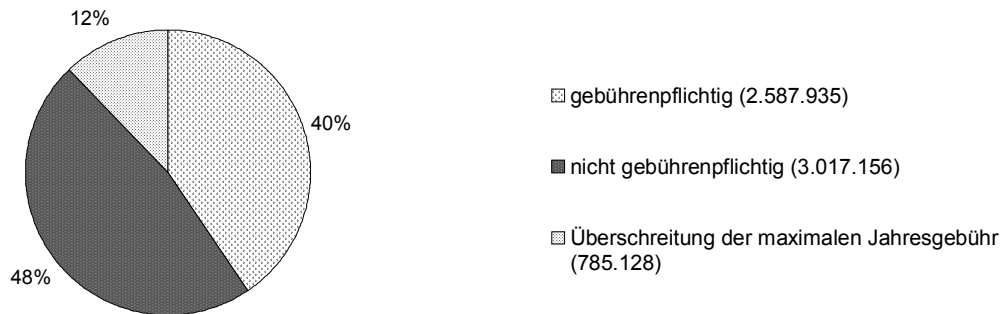 12%
40%
48%
gebührenpflichtig (2.587.935)
nicht gebührenpflichtig (3.017.156)
Überschreitung der maximalen Jahresgebühr
(785.128)